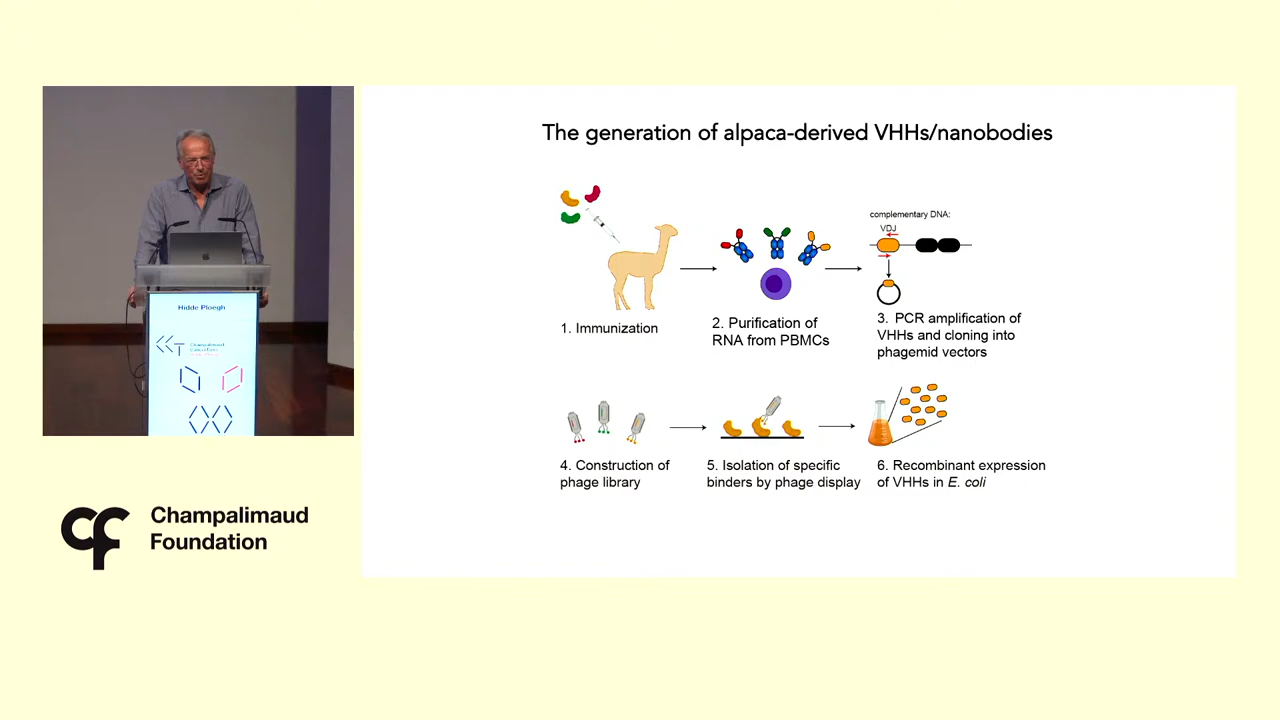 The generation of alpaca-derived VHHs/nanobodies
complementary DNA:
VDJ
1. Immunization
2. Purification of
RNA from PBMCs
3. PCR amplification of
VHHs and cloning into
phagemid vectors
4. Construction of
phage library
5. Isolation of specific
binders by phage display
6. Recombinant expression
of VHHs in E. coli
Hidde Ploegh
Champalimaud
Foundation